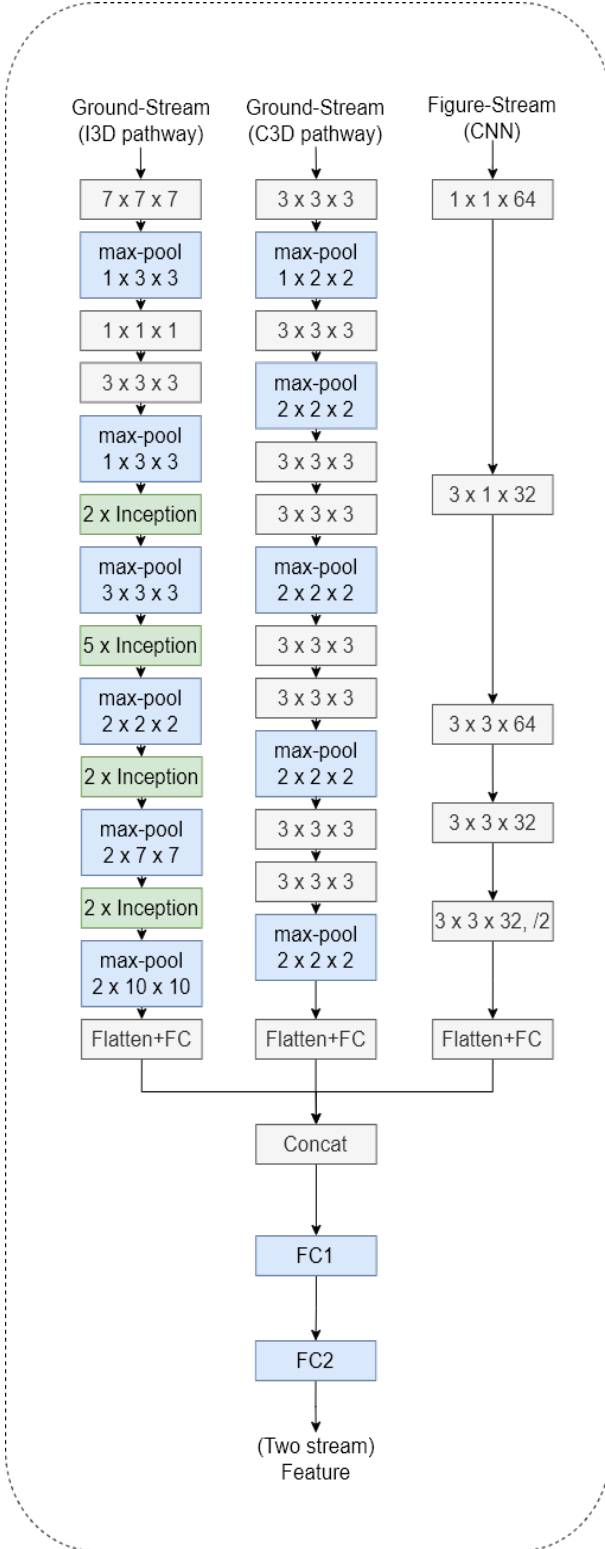 Ground-Stream
(I3D pathway)
7 x 7 x 7
max-pool
1 x 3 x 3
1 x 1 x 1
3 x 3 x 3
max-pool
1 x 3 x 3
2 x Inception
max-pool
3 x 3 x 3
5 x Inception
max-pool
2 x 2 x 2
2 x Inception
max-pool
2 x 7 x 7
2 x Inception
max-pool
2 x 10 x 10
Flatten+FC
Ground-Stream
(C3D pathway)
3 x 3 x 3
max-pool
1 x 2 x 2
3 x 3 x 3
max-pool
2 x 2 x 2
3 x 3 x 3
3 x 3 x 3
max-pool
2 x 2 x 2
3 x 3 x 3
3 x 3 x 3
max-pool
2 x 2 x 2
3 x 3 x 3
3 x 3 x 3
max-pool
2 x 2 x 2
Flatten+FC
Figure-Stream
(CNN)
1 x 1 x 64
3 x 1 x 32
3 x 3 x 64
3 x 3 x 32
3 x 3 x 32, /2
Flatten+FC
Concat
FC1
FC2
(Two stream)
Feature